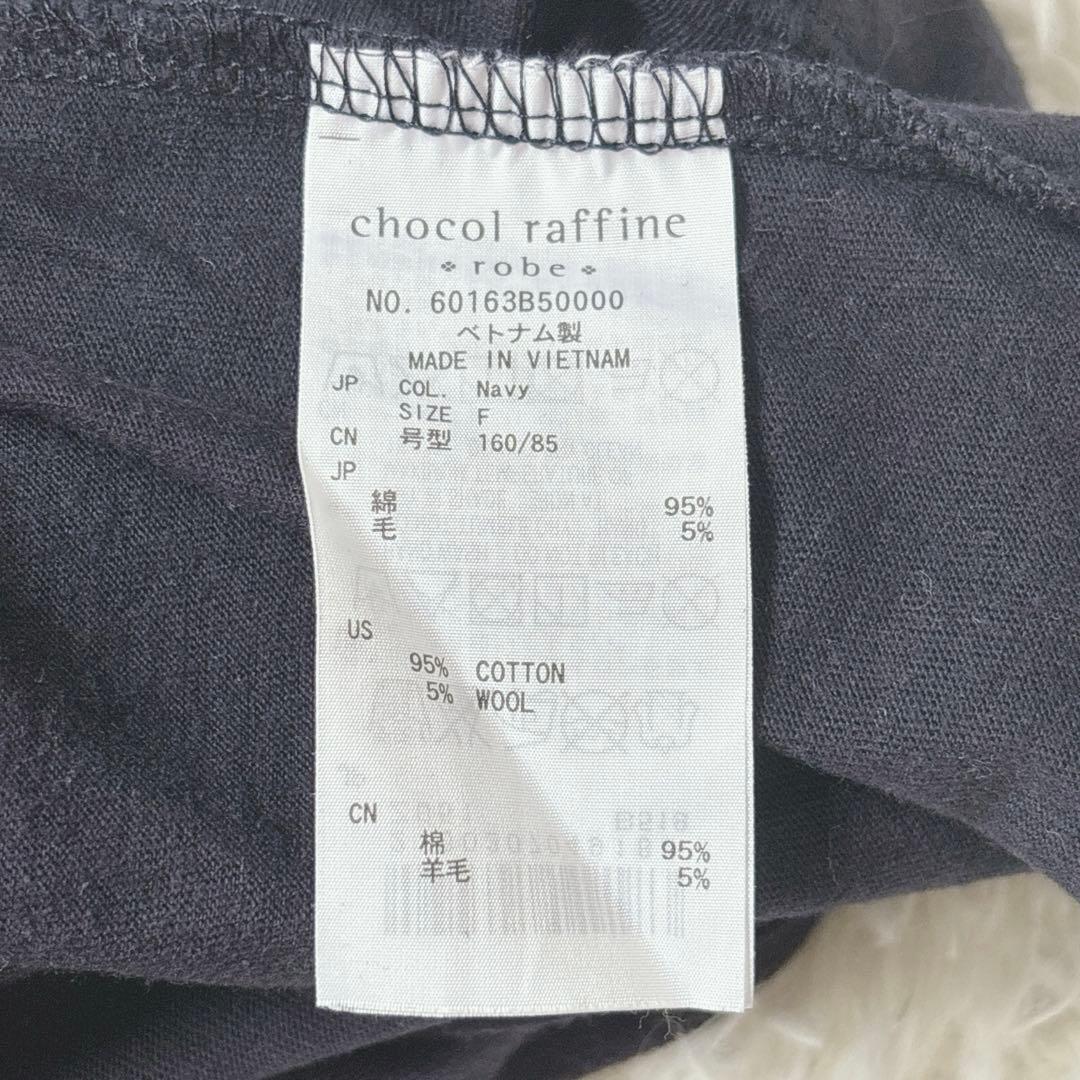 chocol raffine
robe
NO. 60163B50000
ベトナム製
MADE IN VIETNAM
JP COL. Navy
SIZE F
CN 号型 160/85
JP
綿 95%
毛 5%
US
95% COTTON
5% WOOL
CN
棉 95%
羊毛 5%